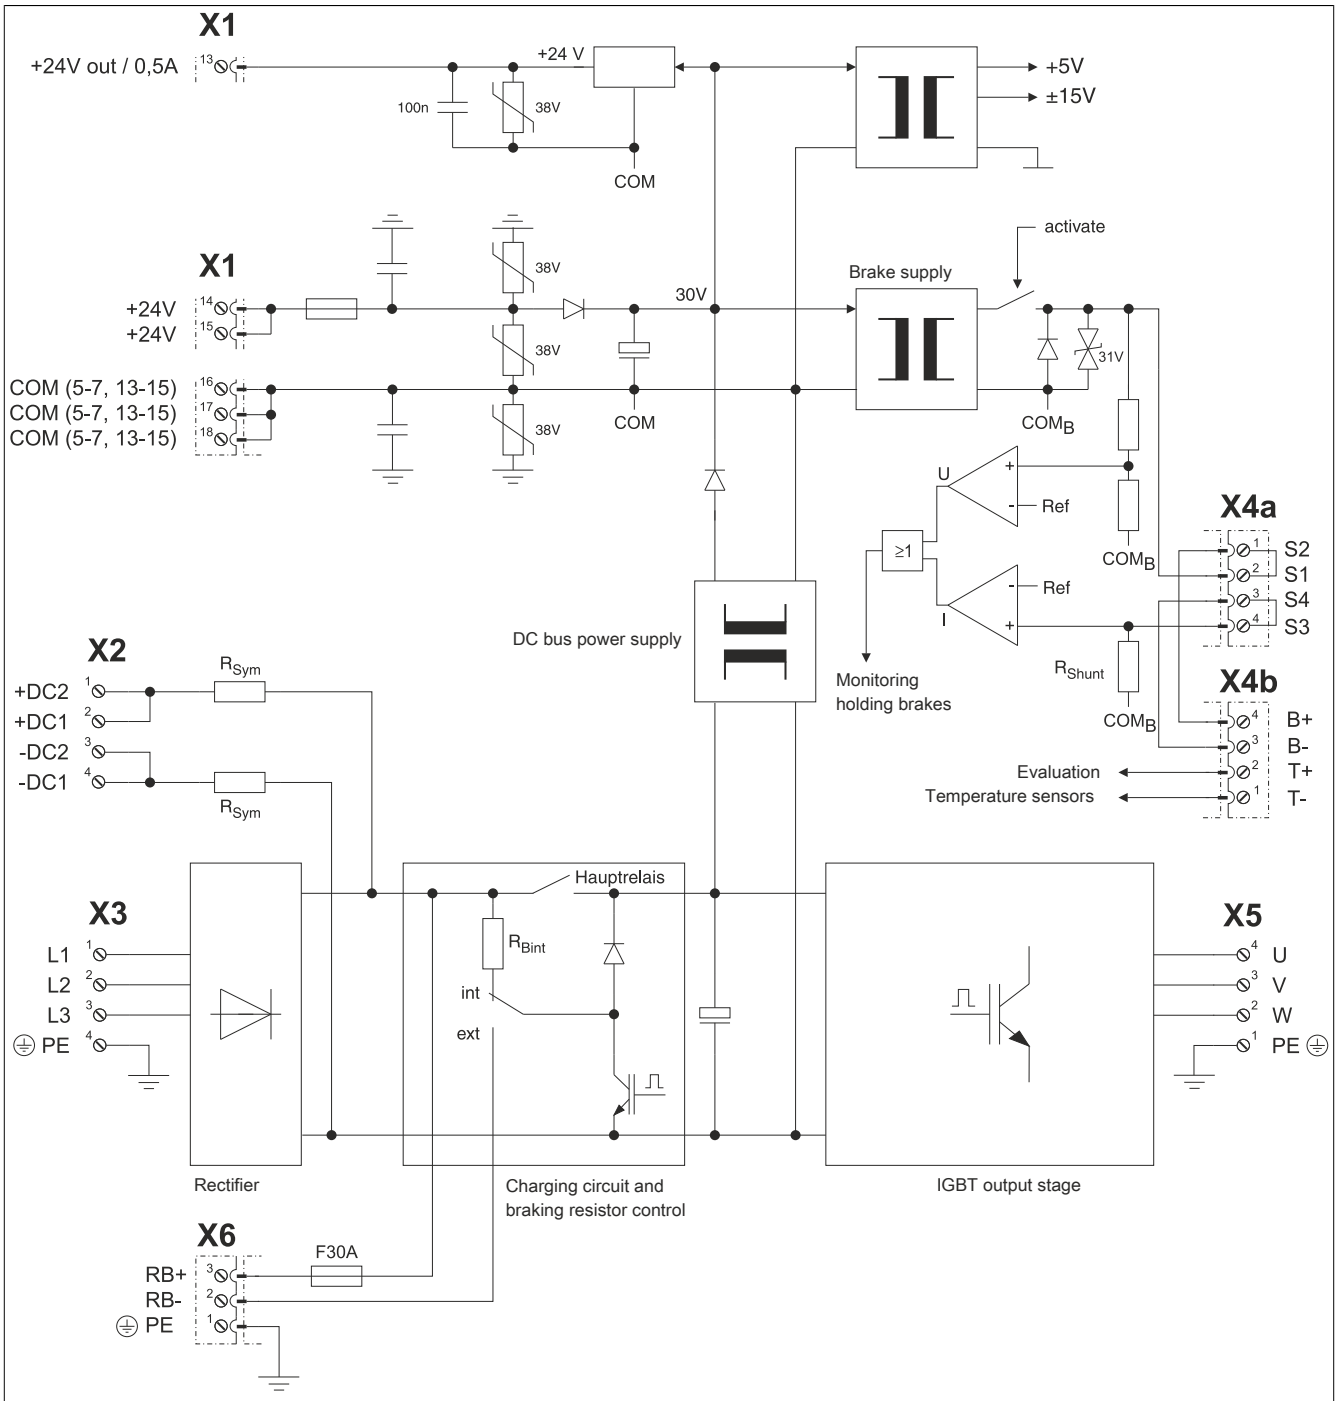 X1
+24V out / 0,5A
13
+24 V
100n
38V
COM
+5V
±15V
X1
+24V
14
+24V
15
COM (5-7, 13-15)
16
COM (5-7, 13-15)
17
COM (5-7, 13-15)
18
38V
38V
38V
30V
COM
Brake supply
activate
31V
COMB
U
+
-
Ref
COMB
≥1
-
Ref
I
+
RShunt
COMB
Monitoring
holding brakes
X4a
1
S2
2
S1
3
S4
4
S3
X4b
4
B+
3
B-
2
T+
1
T-
Evaluation
Temperature sensors
DC bus power supply
X2
+DC2
1
+DC1
2
-DC2
3
-DC1
4
RSym
RSym
X3
L1
1
L2
2
L3
3
PE
4
Rectifier
Hauptrelais
RBint
int
ext
Charging circuit and
braking resistor control
IGBT output stage
X5
4
U
3
V
2
W
1
PE
X6
F30A
RB+
3
RB-
2
PE
1